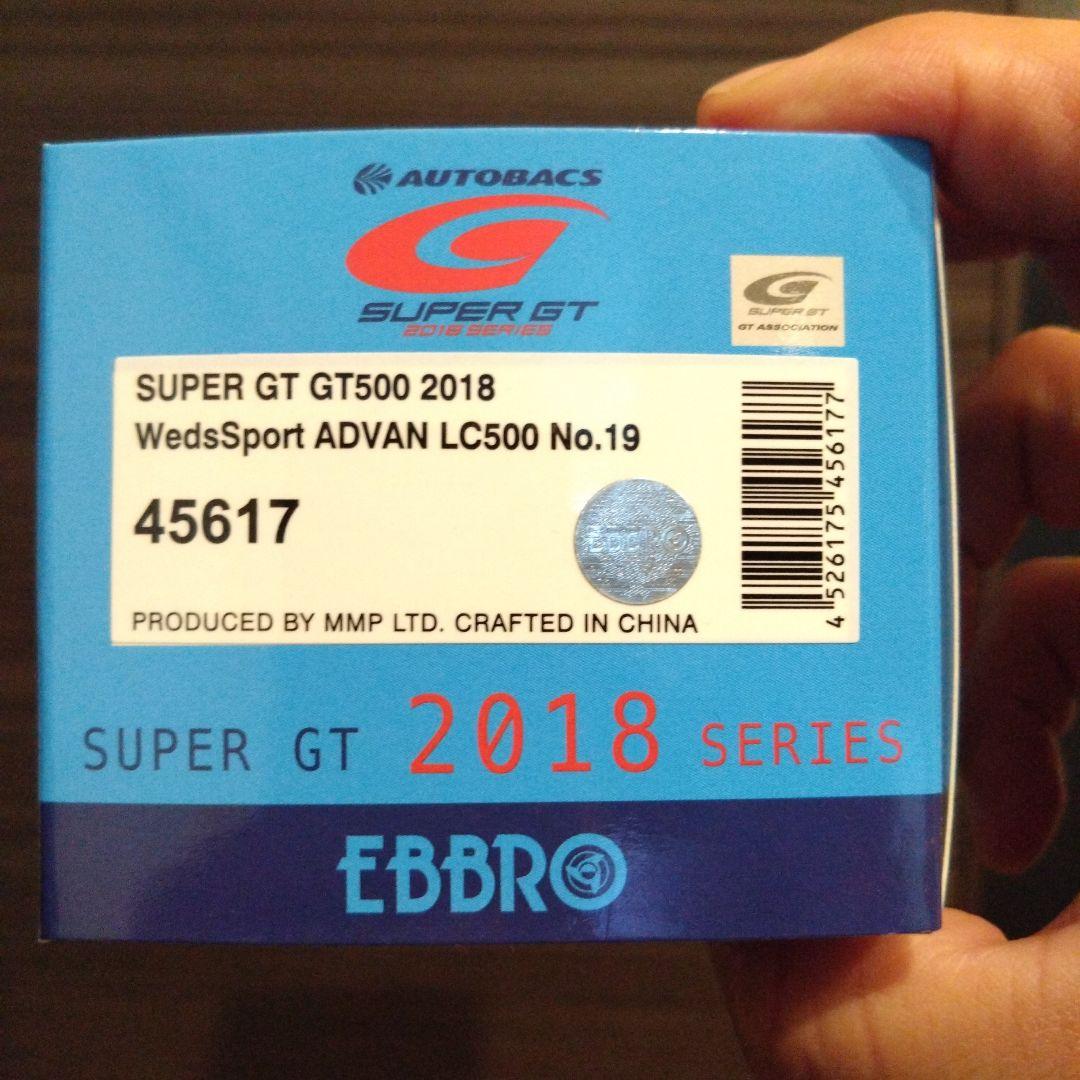 AUTOBACS
SUPER GT
2018 SERIES
SUPER GT
GT ASSOCIATION
SUPER GT GT500 2018
WedsSport ADVAN LC500 No.19
45617
EBBRO
PRODUCED BY MMP LTD. CRAFTED IN CHINA
4 526175 456177
SUPER GT 2018 SERIES
EBBRO